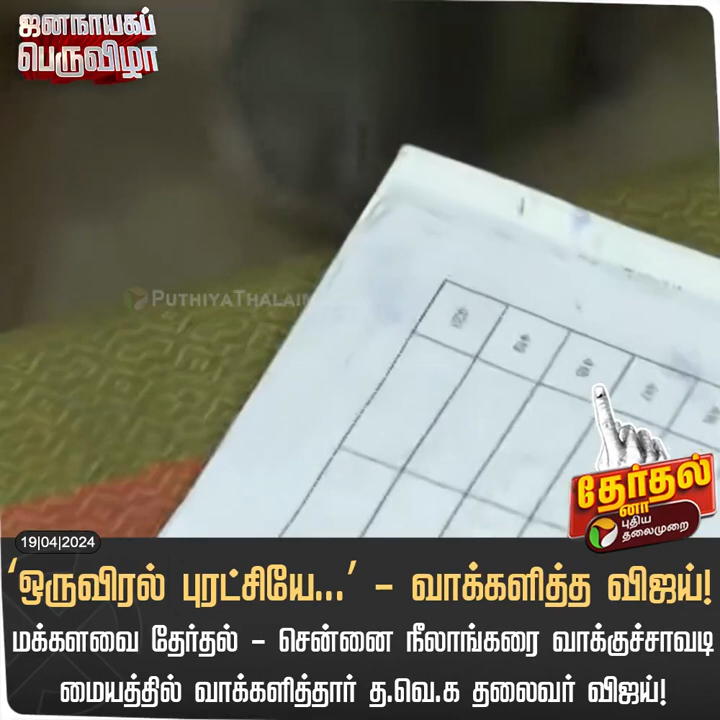 ஜனநாயகப்
பெருவிழா
PUTHIYATHALAIM
தேர்தல்
னா
புதிய
தலைமுறை
19|04|2024
‘ஒருவிரல் புரட்சியே...’ – வாக்களித்த விஜய்!
மக்களவை தேர்தல் – சென்னை நீலாங்கரை வாக்குச்சாவடி
மையத்தில் வாக்களித்தார் த.வெ.க தலைவர் விஜய்!